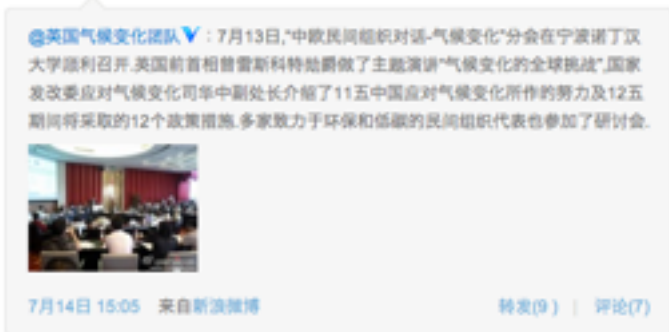 @英国气候变化团队：7月13日,"中欧民间组织对话-气候变化"分会在宁波诺丁汉
大学顺利召开.英国前首相普雷斯科特勋爵做了主题演讲"气候变化的全球挑战",国家
发改委应对气候变化司华中副处长介绍了11五中国应对气候变化所作的努力及12五
期间将采取的12个政策措施.多家致力于环保和低碳的民间组织代表也参加了研讨会.
7月14日 15:05 来自新浪微博 转发(9) | 评论(7)